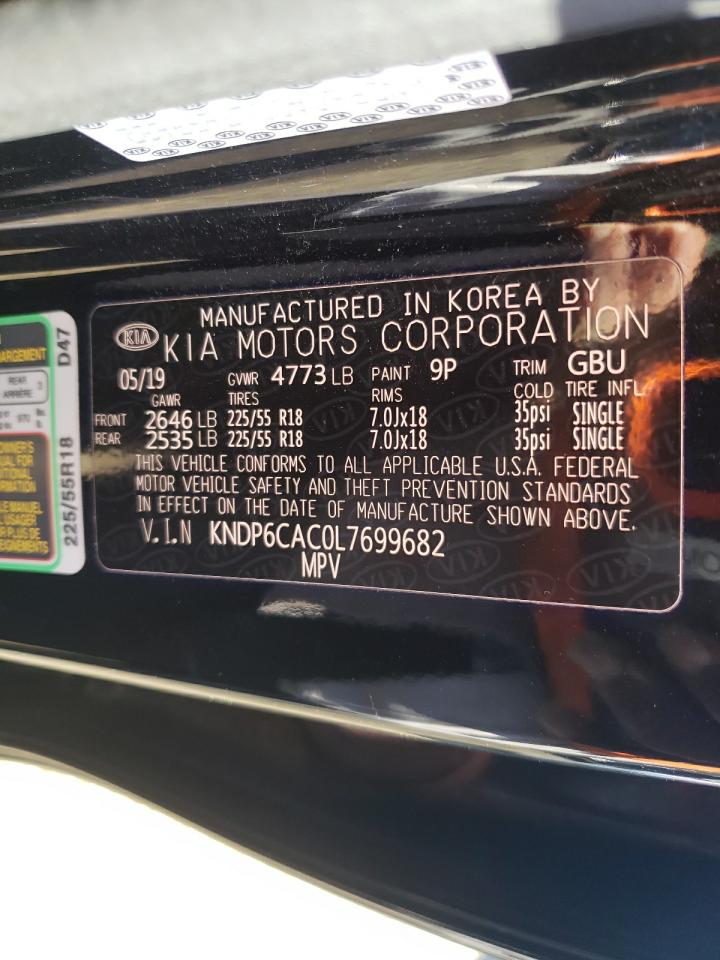 MANUFACTURED IN KOREA BY
KIA KIA MOTORS CORPORATION
05/19 GVWR 4773 LB PAINT 9P TRIM GBU
GAWR TIRES RIMS COLD TIRE INFL.
FRONT 2646 LB 225/55 R18 7.0Jx18 35psi SINGLE
REAR 2535 LB 225/55 R18 7.0Jx18 35psi SINGLE
THIS VEHICLE CONFORMS TO ALL APPLICABLE U.S.A. FEDERAL
MOTOR VEHICLE SAFETY AND THEFT PREVENTION STANDARDS
IN EFFECT ON THE DATE OF MANUFACTURE SHOWN ABOVE.
V.I.N KNDP6CAC0L7699682
MPV
D47
225/55R18
REAR
ARRIÈRE